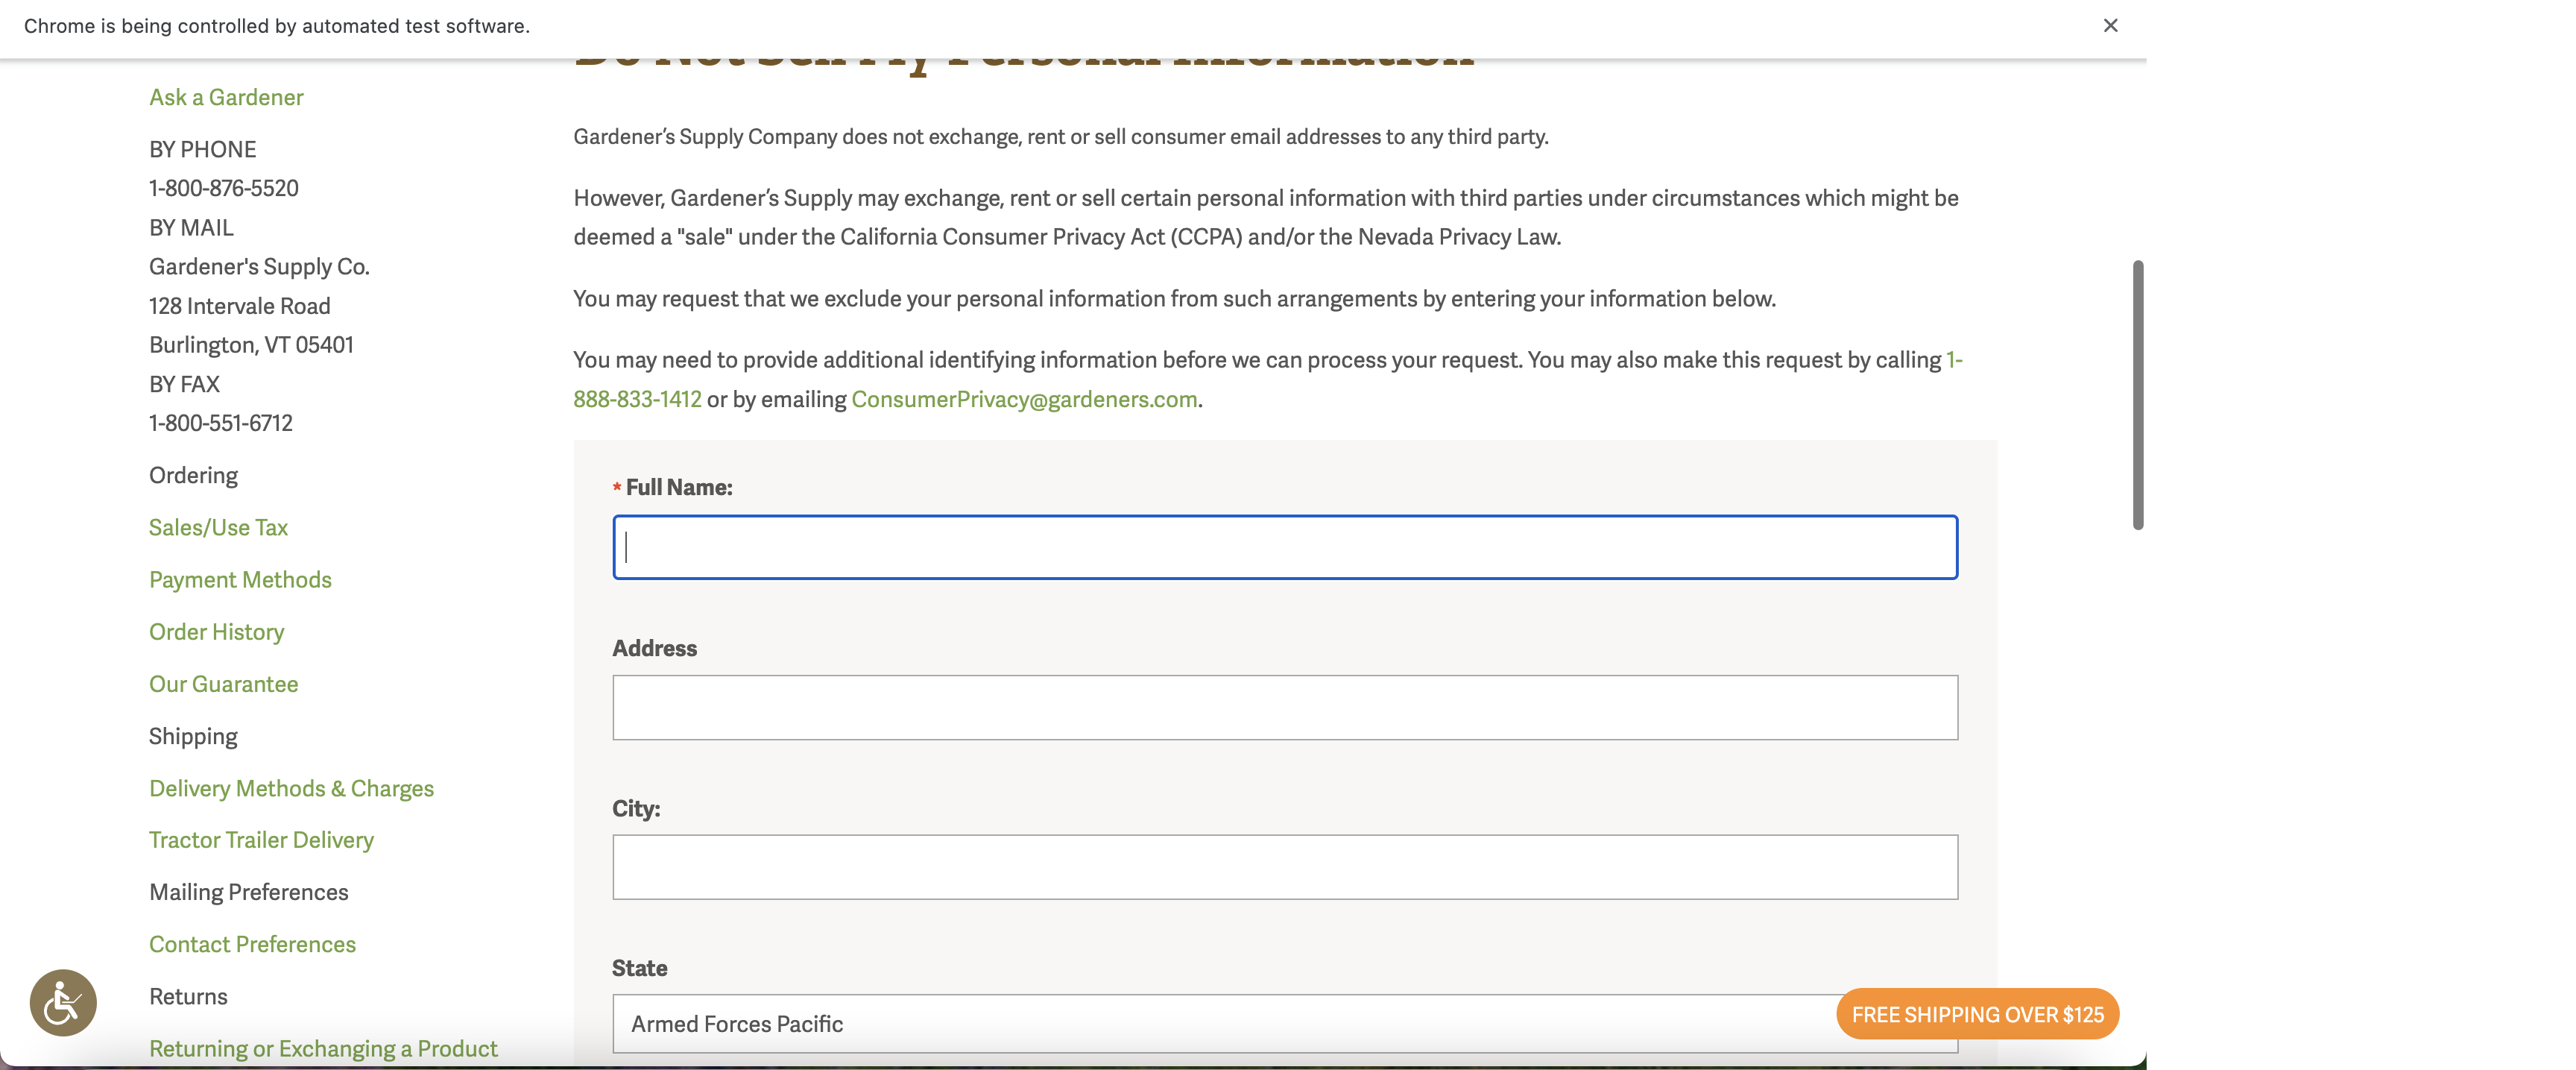 Chrome is being controlled by automated test software.
Do Not Sell My Personal Information
Ask a Gardener
BY PHONE
1-800-876-5520
BY MAIL
Gardener's Supply Co.
128 Intervale Road
Burlington, VT 05401
BY FAX
1-800-551-6712
Ordering
Sales/Use Tax
Payment Methods
Order History
Our Guarantee
Shipping
Delivery Methods & Charges
Tractor Trailer Delivery
Mailing Preferences
Contact Preferences
Returns
Returning or Exchanging a Product
Gardener’s Supply Company does not exchange, rent or sell consumer email addresses to any third party.
However, Gardener’s Supply may exchange, rent or sell certain personal information with third parties under circumstances which might be
deemed a "sale" under the California Consumer Privacy Act (CCPA) and/or the Nevada Privacy Law.
You may request that we exclude your personal information from such arrangements by entering your information below.
You may need to provide additional identifying information before we can process your request. You may also make this request by calling 1-
888-833-1412 or by emailing ConsumerPrivacy@gardeners.com.
* Full Name:
Address
City:
State
Armed Forces Pacific
FREE SHIPPING OVER $125